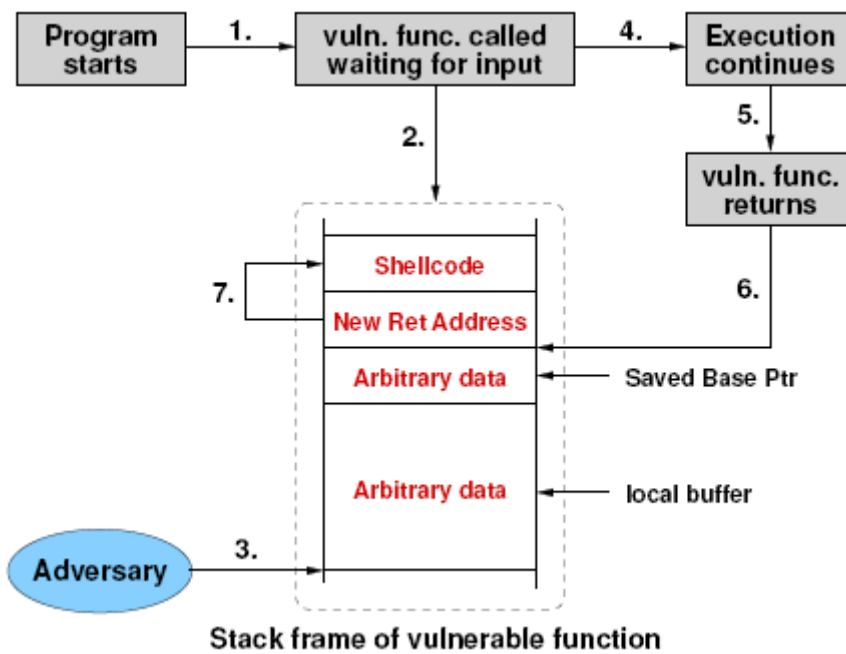 Program
starts
1.
vuln. func. called
waiting for input
4.
Execution
continues
2.
5.
vuln. func.
returns
Shellcode
7.
New Ret Address
6.
Arbitrary data
Saved Base Ptr
Arbitrary data
local buffer
Adversary
3.
Stack frame of vulnerable function